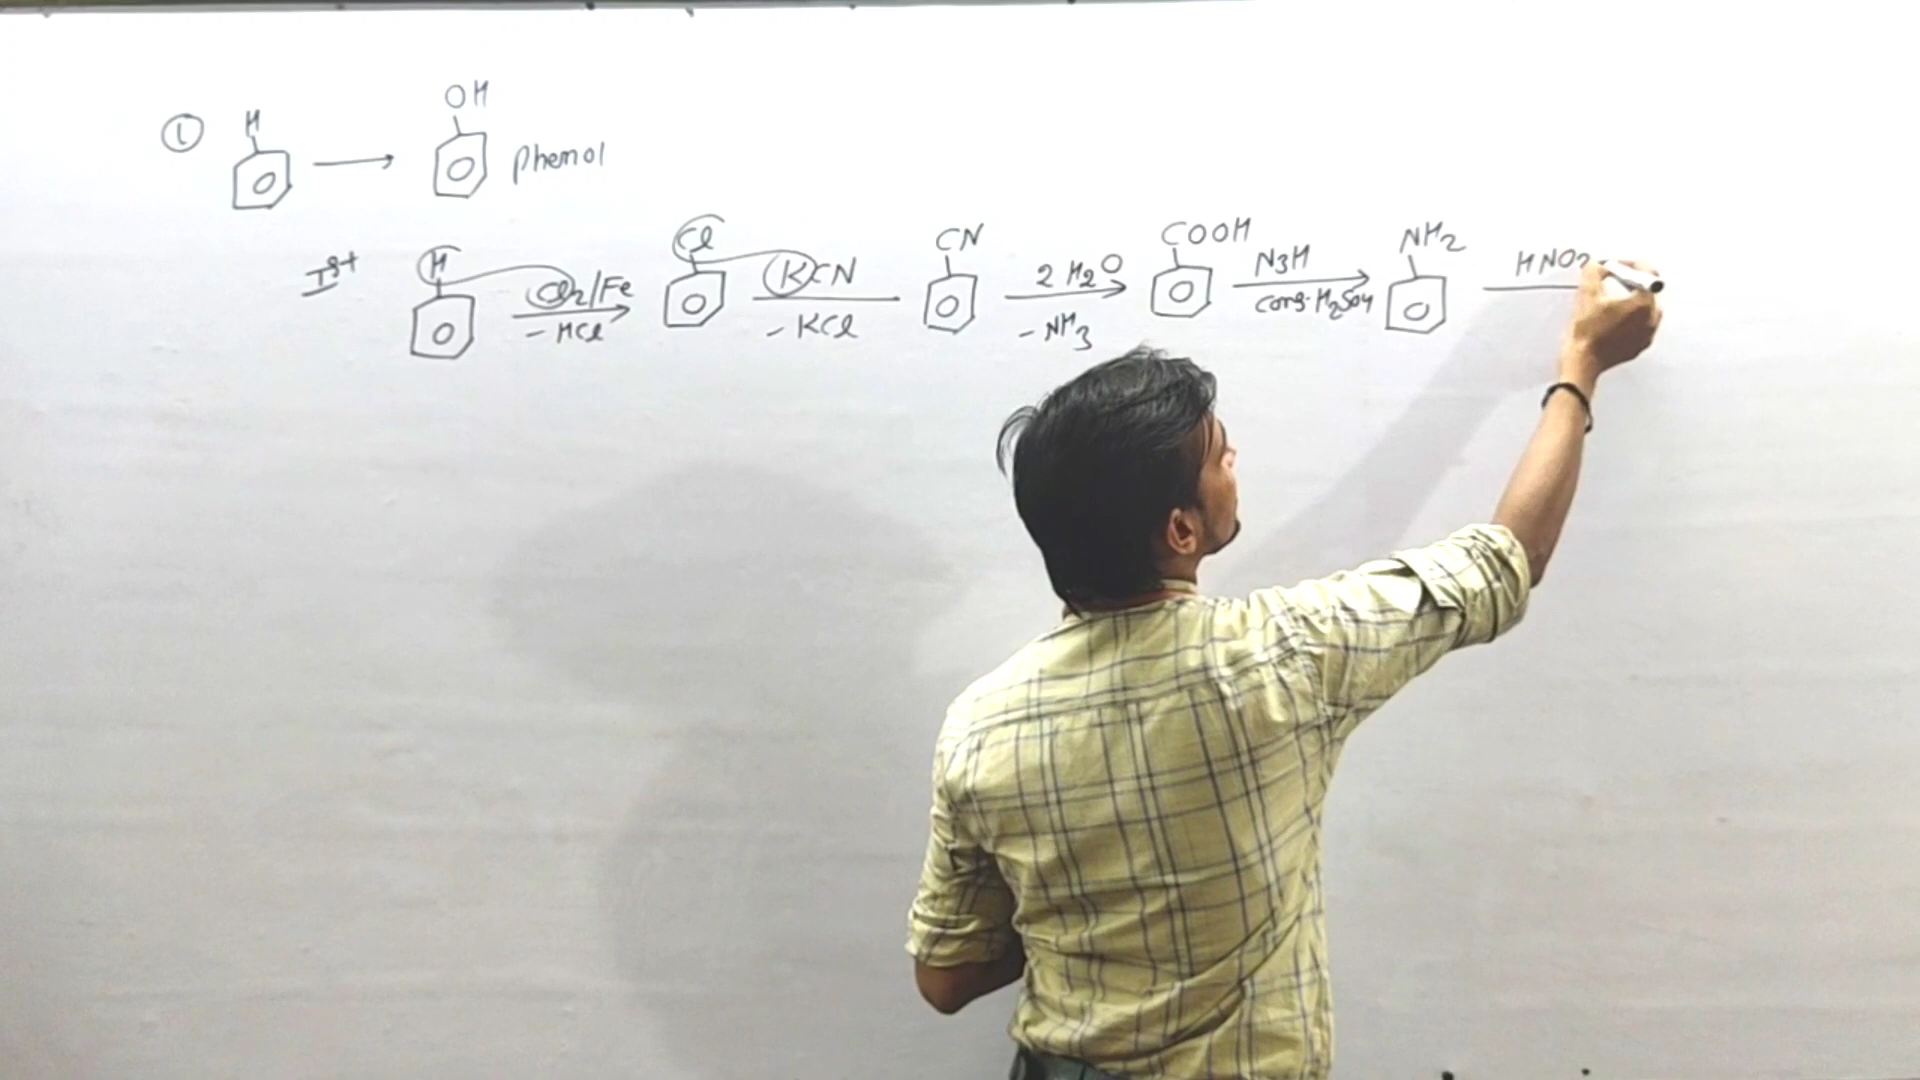 ① H → OH phenol
Ist H Cl2/Fe - HCl Cl KCN - KCl CN 2 H2O - NH3 COOH N3H conc. H2SO4 NH2 HNO2